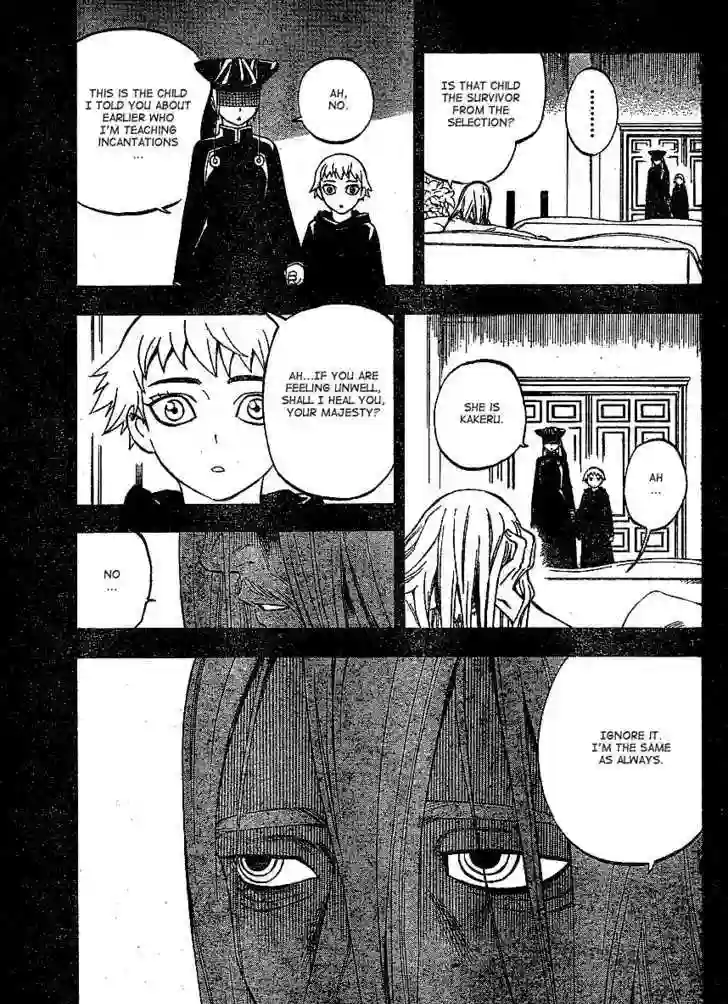 IS THAT CHILD
THE SURVIVOR
FROM THE
SELECTION?
AH,
NO.
THIS IS THE CHILD
I TOLD YOU ABOUT
EARLIER WHO
I'M TEACHING
INCANTATIONS
...
SHE IS
KAKERU.
AH
...
AH...IF YOU ARE
FEELING UNWELL,
SHALL I HEAL YOU,
YOUR MAJESTY?
NO
...
IGNORE IT.
I'M THE SAME
AS ALWAYS.